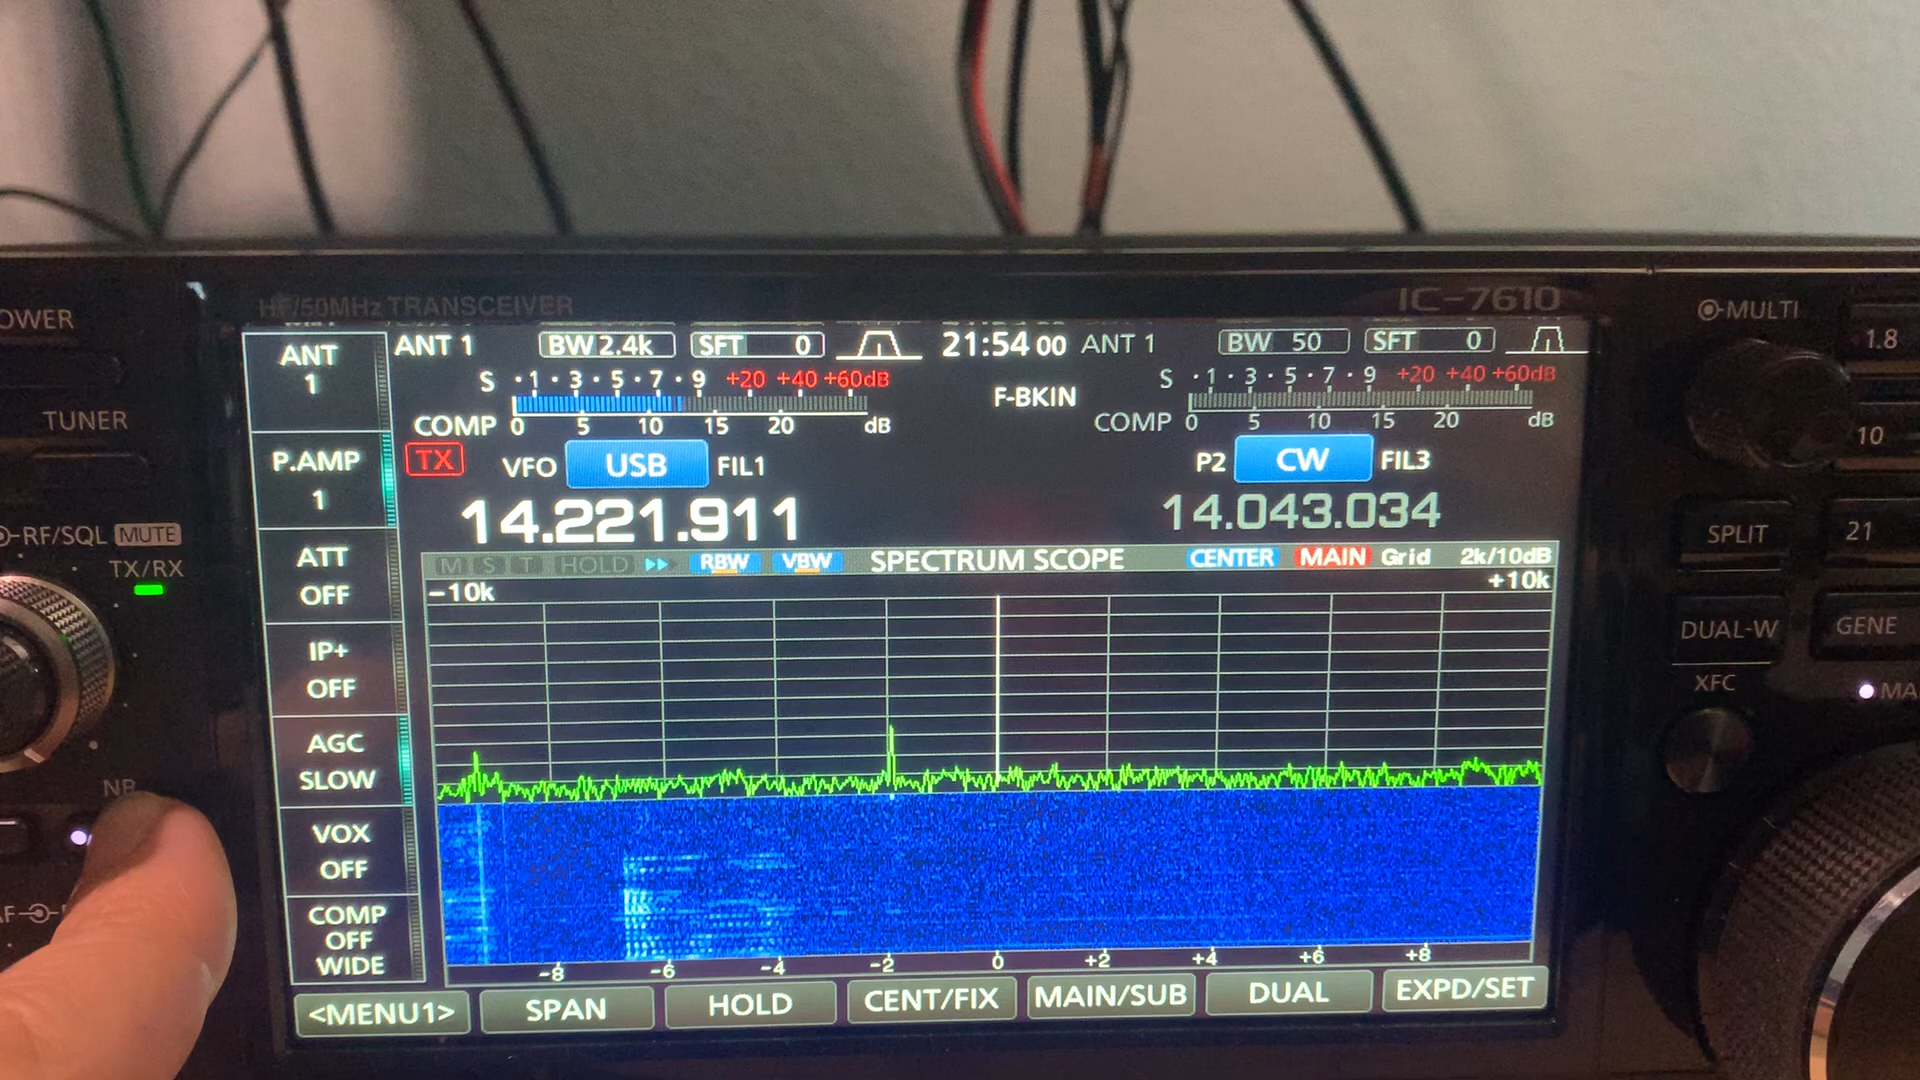 HF/50MHz TRANSCEIVER IC-7610
OWER
TUNER
RF/SQL MUTE
TX/RX
NB
ANT
1
P.AMP
1
ATT
OFF
IP+
OFF
AGC
SLOW
VOX
OFF
COMP
OFF
WIDE
ANT 1 BW 2.4k SFT 0 21:54 00 ANT 1 BW 50 SFT 0
S 1 3 5 7 9 +20 +40 +60dB
COMP 0 5 10 15 20 dB
F-BKIN
S 1 3 5 7 9 +20 +40 +60dB
COMP 0 5 10 15 20 dB
TX VFO USB FIL1
14.221.911
P2 CW FIL3
14.043.034
M S T HOLD RBW VBW SPECTRUM SCOPE CENTER MAIN Grid 2k/10dB
-10k +10k
-8 -6 -4 -2 0 +2 +4 +6 +8
<MENU1> SPAN HOLD CENT/FIX MAIN/SUB DUAL EXPD/SET
MULTI
1.8
10
SPLIT
21
DUAL-W
GENE
XFC
MA